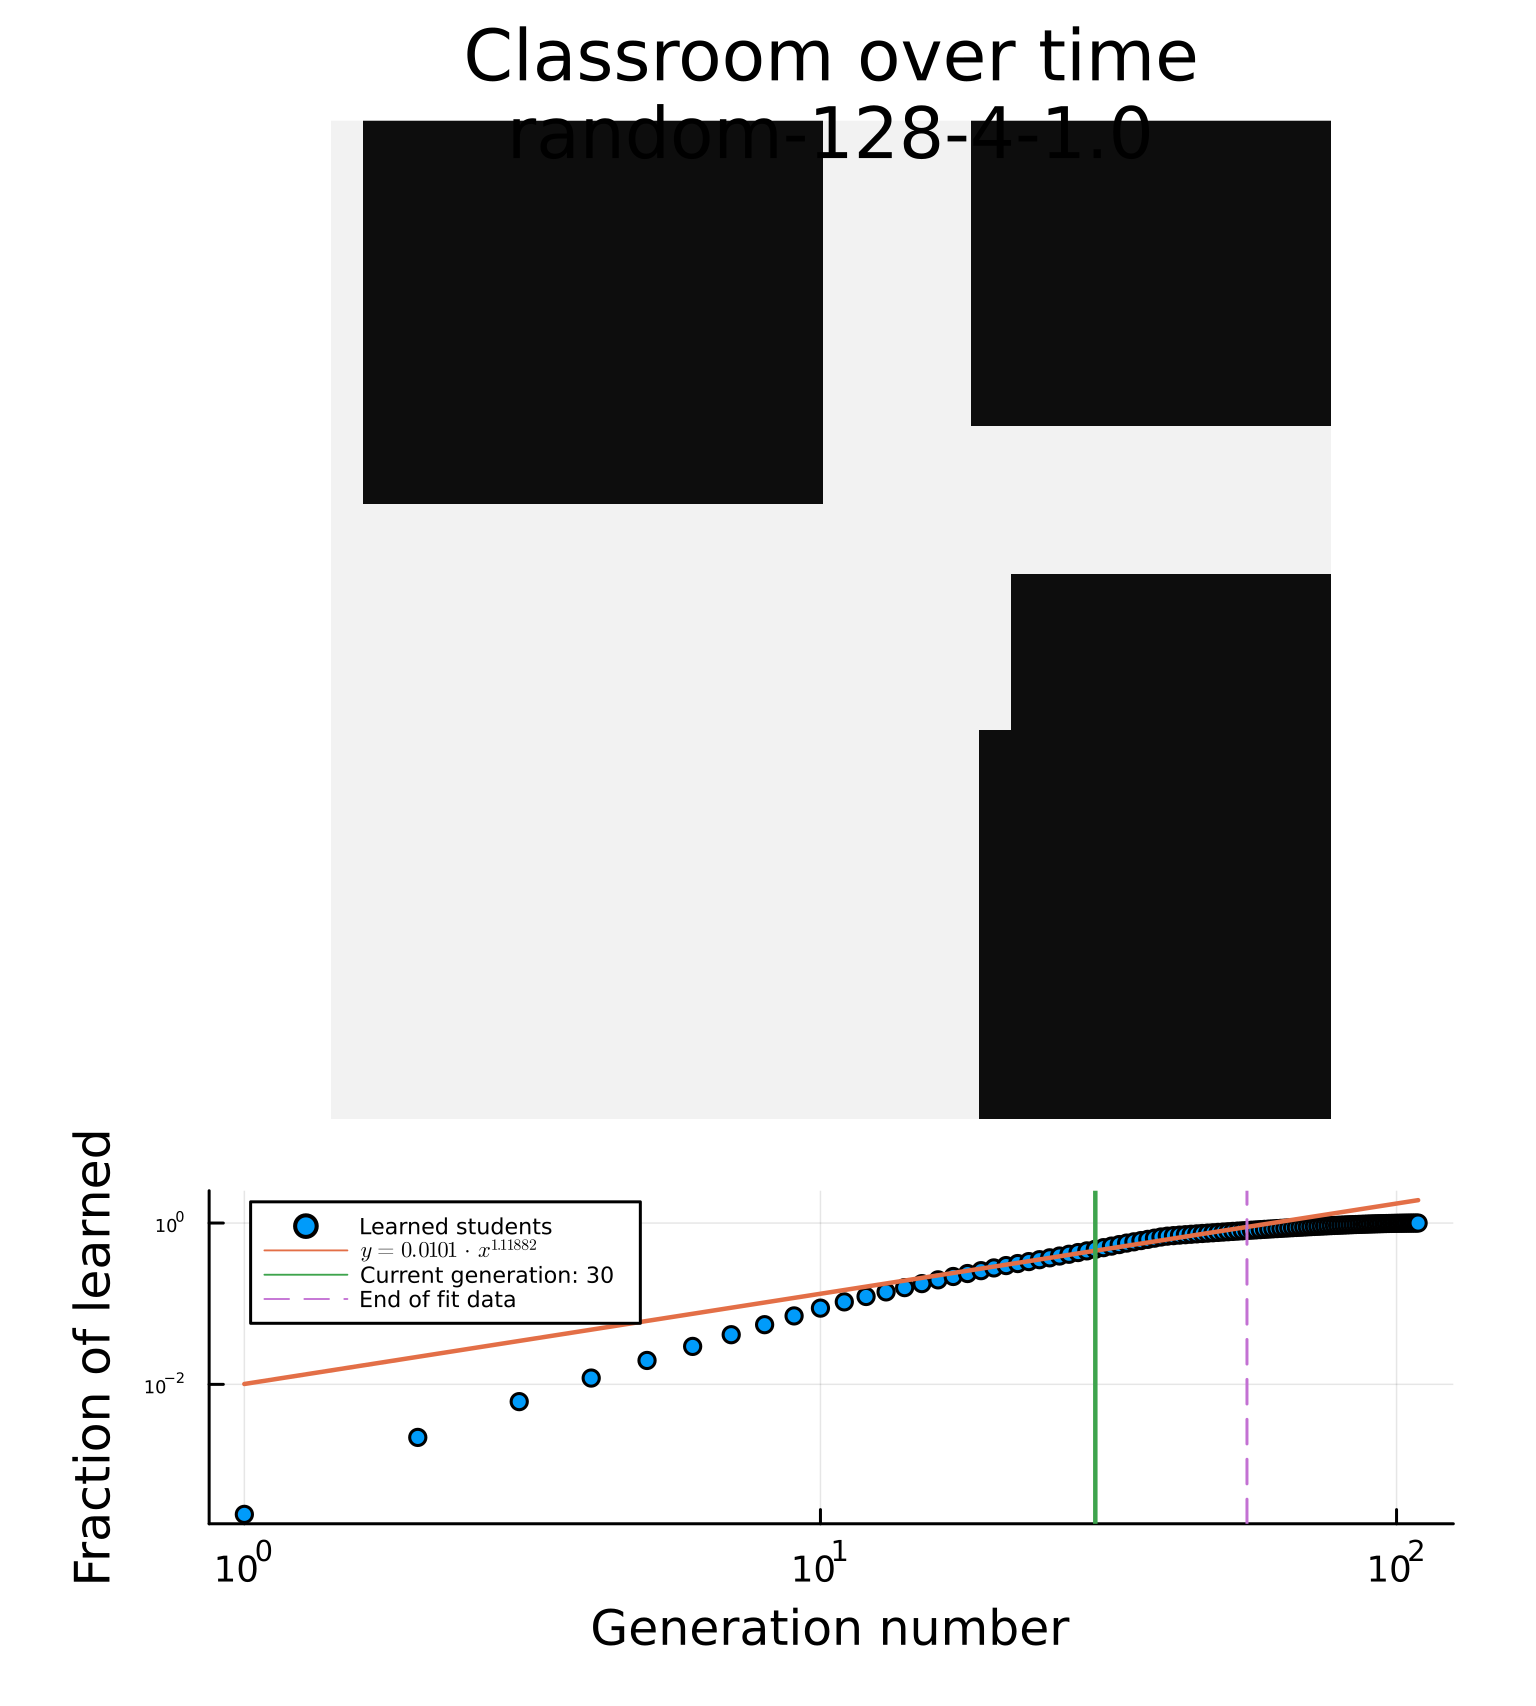 Classroom over time
random-128-4-1.0
Fraction of learned
10^0
10^−2
Learned students
y = 0.0101 · x^1.11882
Current generation: 30
End of fit data
10^0
10^1
10^2
Generation number